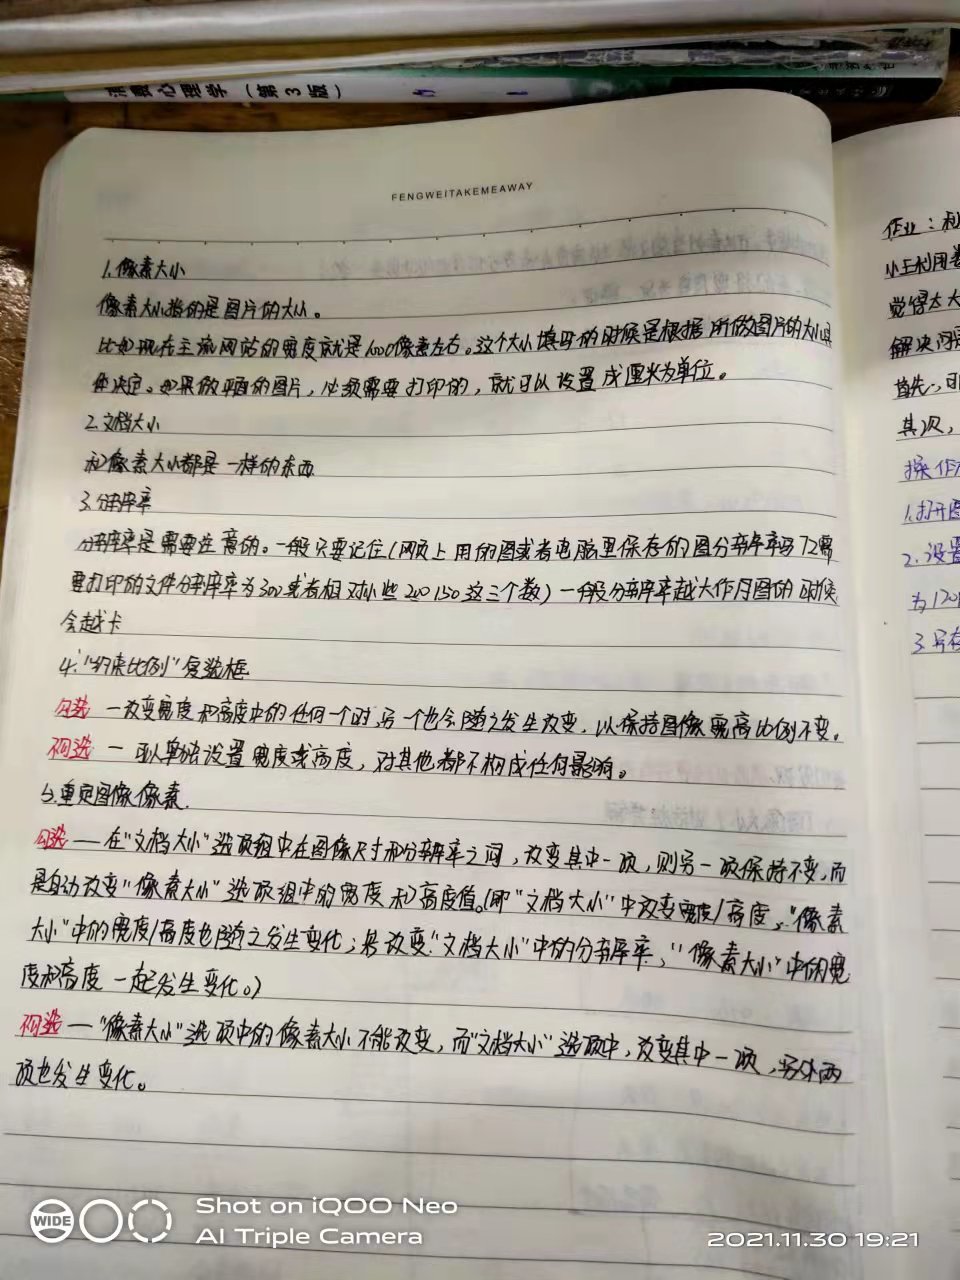 消费心理学（第3版）
FENGWEITAKEMEAWAY
1.像素大小
像素大小指的是图片的大小。
比如现在主流网站的宽度就是1000像素左右。这个大小填写的时候是根据所做图片的大小具
体决定。如果做平面的图片，必须需要打印的，就可以设置成厘米为单位。
2.文档大小
和像素大小都是一样的东西
3.分辨率
分辨率是需要注意的。一般只要记住(网页上用的图或者电脑里保存的图分辨率写72需
要打印的文件分辨率为300或者相对小些200 150这三个数)一般分辨率越大作月图的时候
会越卡
4."约束比例"复选框
勾选 一改变宽度和高度中的任何一个时,另一个也会随之发生改变,以保持图像宽高比例不变。
不勾选 一 可以单独设置宽度或高度,对其他都不构成任何影响。
5.重定图像像素.
勾选——在"文档大小"选项组中在图像尺寸和分辨率之间,改变其中一项,则另一项保持不变,而
是自动改变"像素大小"选项组中的宽度和高度值。(即"文档大小"中改变宽度/高度,"像素
大小"中的宽度/高度也随之发生变化;若改变"文档大小"中的分辨率,"像素大小"中的宽
度和高度一起发生变化。)
不勾选——"像素大小"选项中的像素大小不能改变,而"文档大小"选项中,改变其中一项,另外两
项也发生变化。
作业:利
小王利用
觉得太大
解决问题
首先,可
其次,
操作
1.打开图
2.设置
为120
3.另存
WIDE
Shot on iQOO Neo
AI Triple Camera
2021.11.30 19:21